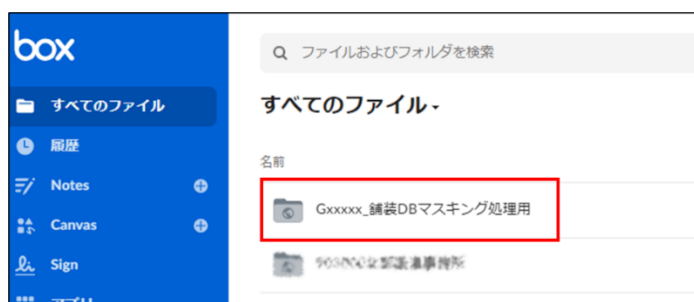 box
ファイルおよびフォルダを検索
すべてのファイル
すべてのファイル
履歴
名前
Notes
Gxxxxx_舗装DBマスキング処理用
Canvas
Sign